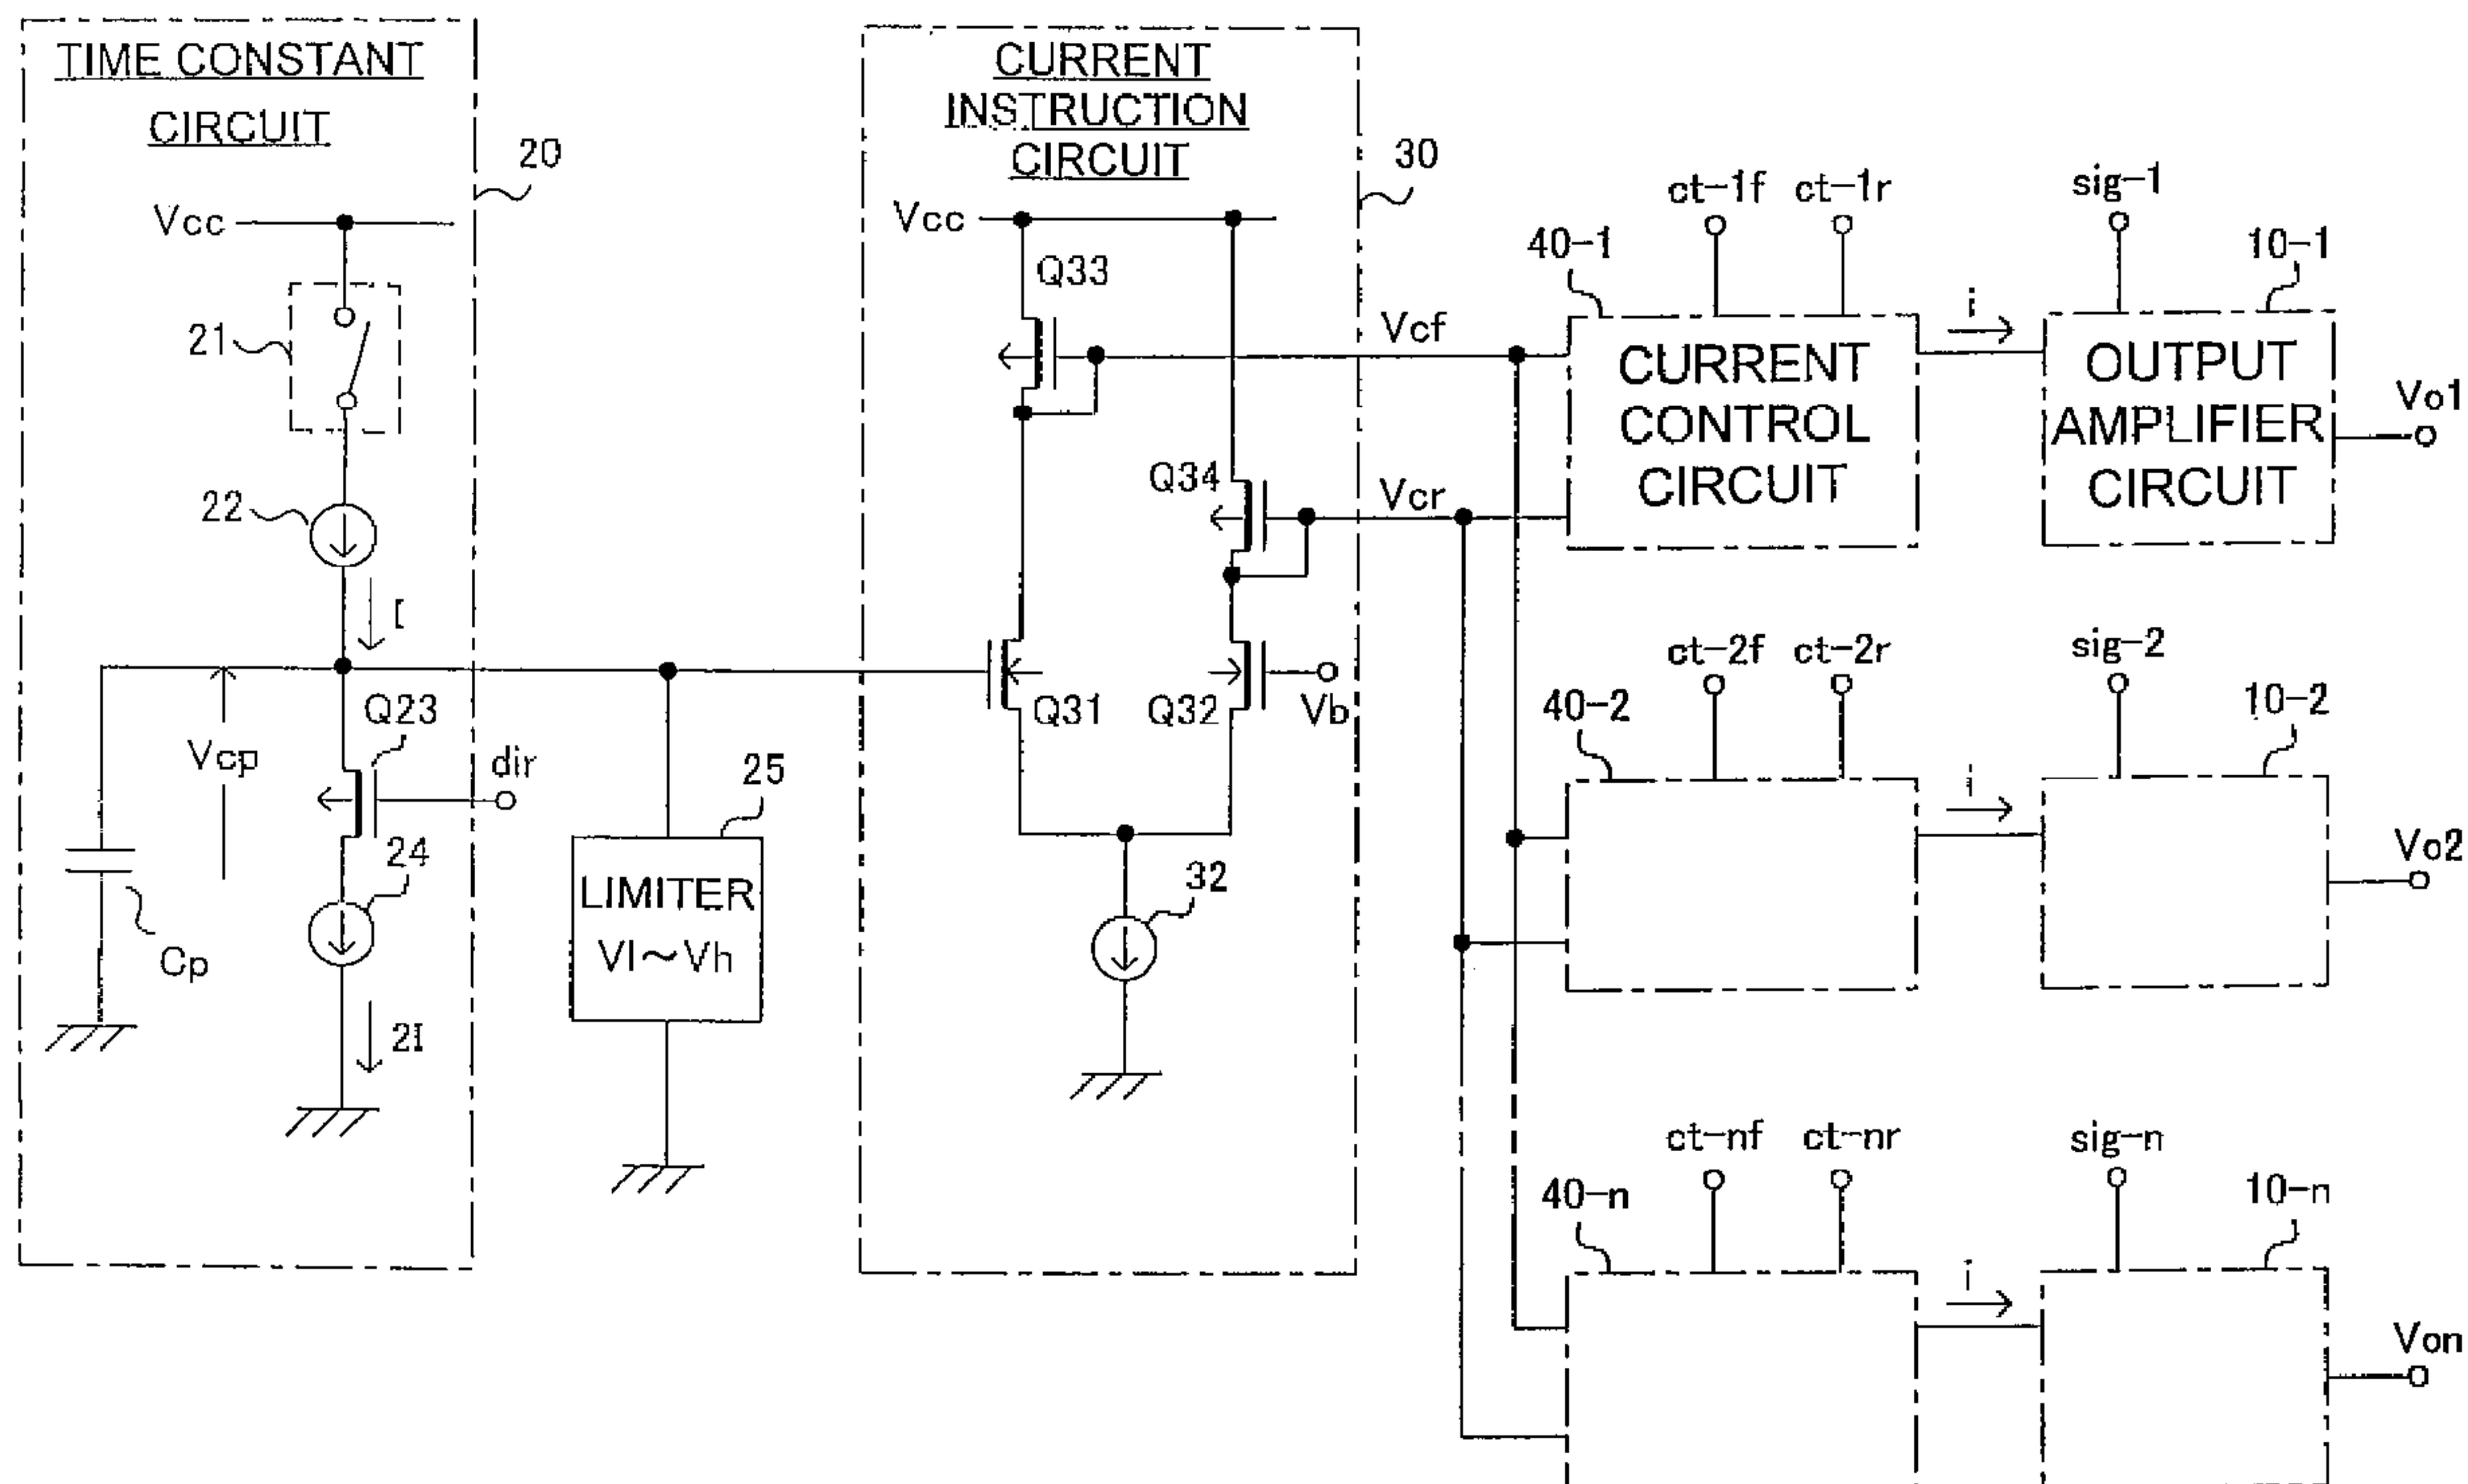 TIME CONSTANT
CIRCUIT
20
Vcc
21
22
I
Q23
Vcp
dir
24
Cp
2I
25
LIMITER
Vl~Vh
CURRENT
INSTRUCTION
CIRCUIT
30
Vcc
Q33
Q34
Q31
Q32
Vb
32
Vcf
Vcr
ct-1f
ct-1r
sig-1
40-1
10-1
CURRENT
CONTROL
CIRCUIT
i
OUTPUT
AMPLIFIER
CIRCUIT
Vo1
ct-2f
ct-2r
sig-2
40-2
10-2
i
Vo2
ct-nf
ct-nr
sig-n
40-n
10-n
i
Von